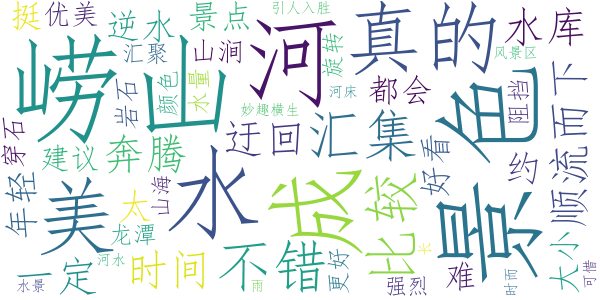 挺
优美
逆水
景点
引人入胜
真的
水库
汇聚
山涧
旋转
风景区
崂山
河
颜色
水量
妙趣横生
河床
都会
阻挡
色
顺流而下
岩石
穿石
建议
奔腾
迂回
汇集
好看
约
年轻
美
水
成
比较
景
山海
太
龙潭
一定
河水
时间
不错
更好
强烈
难
大小
水景
雨
长
时而
可惜